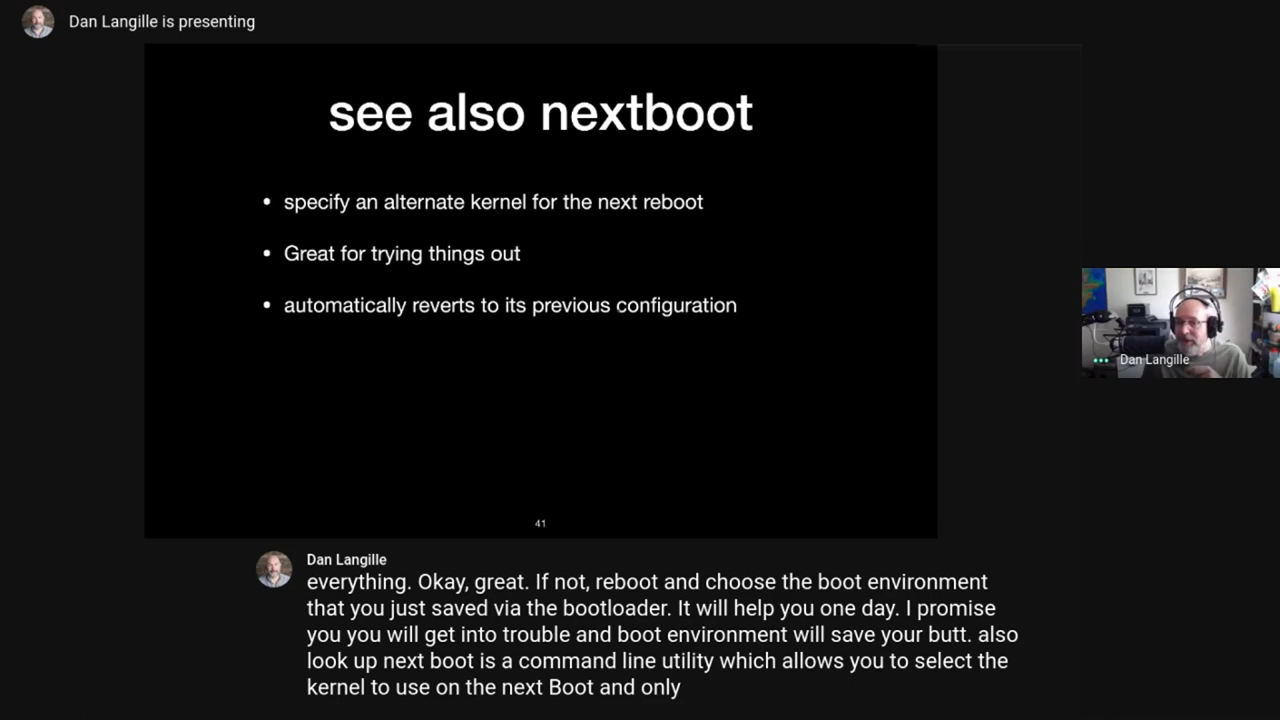 Dan Langille is presenting
see also nextboot
• specify an alternate kernel for the next reboot
• Great for trying things out
• automatically reverts to its previous configuration
41
Dan Langille
Dan Langille
everything. Okay, great. If not, reboot and choose the boot environment
that you just saved via the bootloader. It will help you one day. I promise
you you will get into trouble and boot environment will save your butt. also
look up next boot is a command line utility which allows you to select the
kernel to use on the next Boot and only